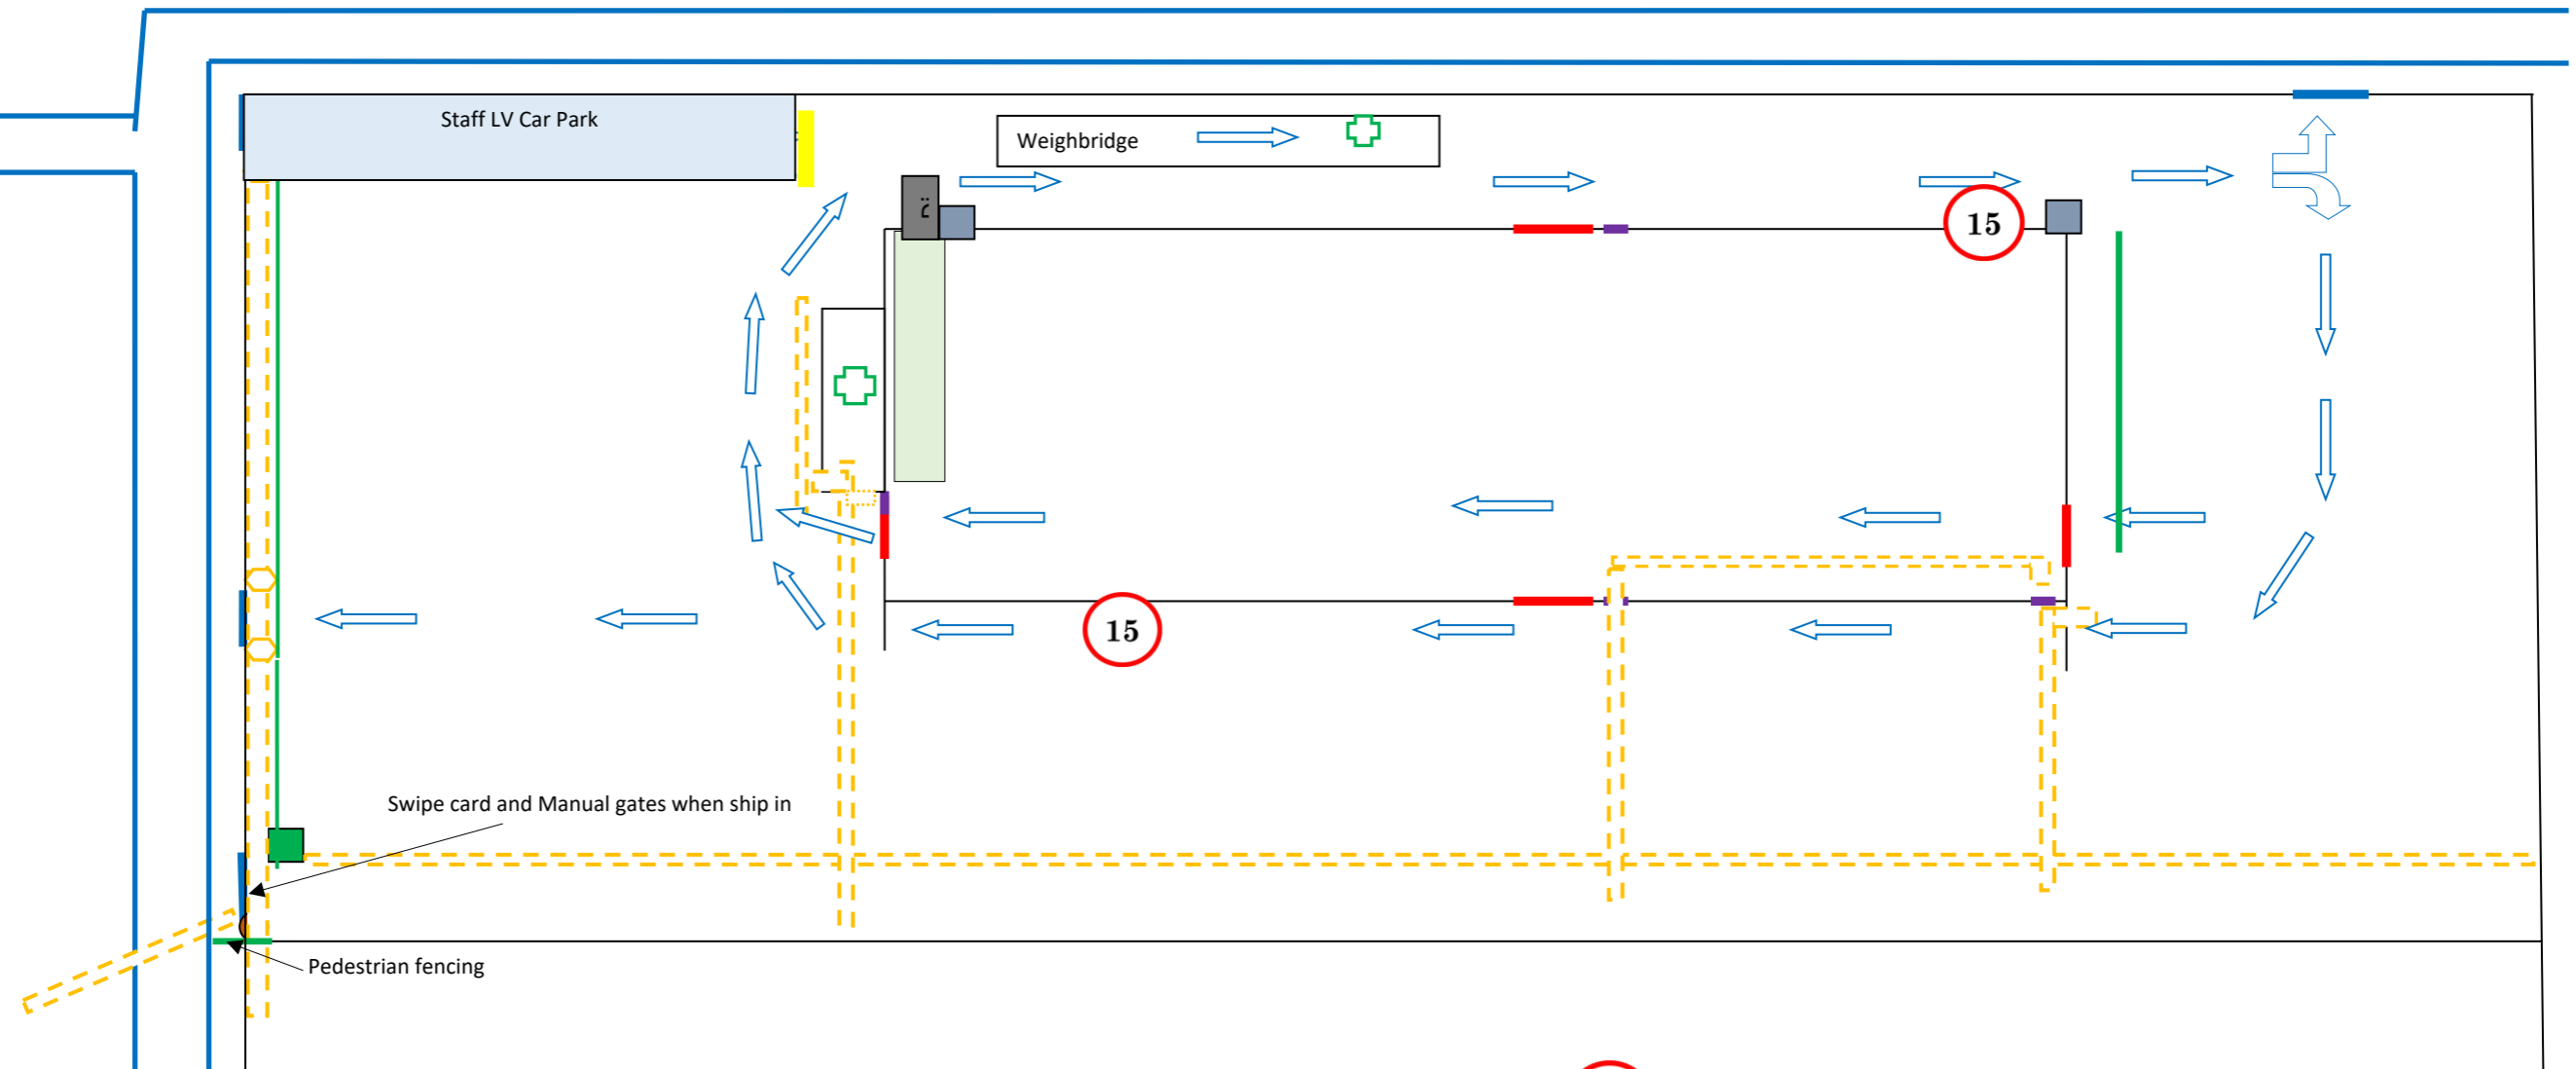 Staff LV Car Park
Weighbridge
15
15
Swipe card and Manual gates when ship in
Pedestrian fencing